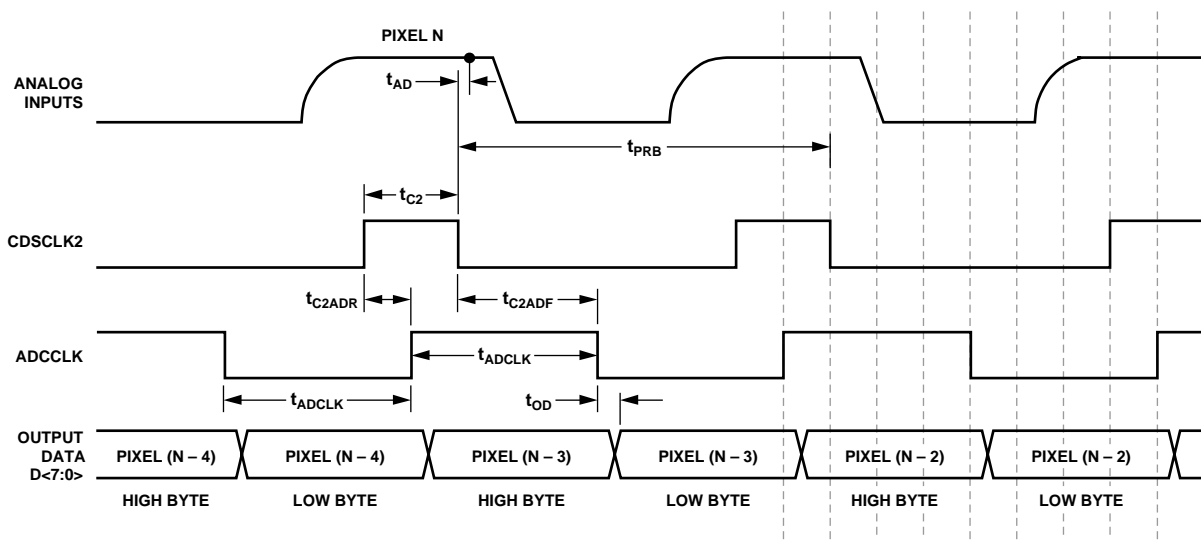 PIXEL N
ANALOG
INPUTS
tAD
tPRB
tC2
CDSCLK2
tC2ADR
tC2ADF
ADCCLK
tADCLK
tADCLK
tOD
OUTPUT
DATA
D<7:0>
PIXEL (N – 4)
PIXEL (N – 4)
PIXEL (N – 3)
PIXEL (N – 3)
PIXEL (N – 2)
PIXEL (N – 2)
HIGH BYTE
LOW BYTE
HIGH BYTE
LOW BYTE
HIGH BYTE
LOW BYTE